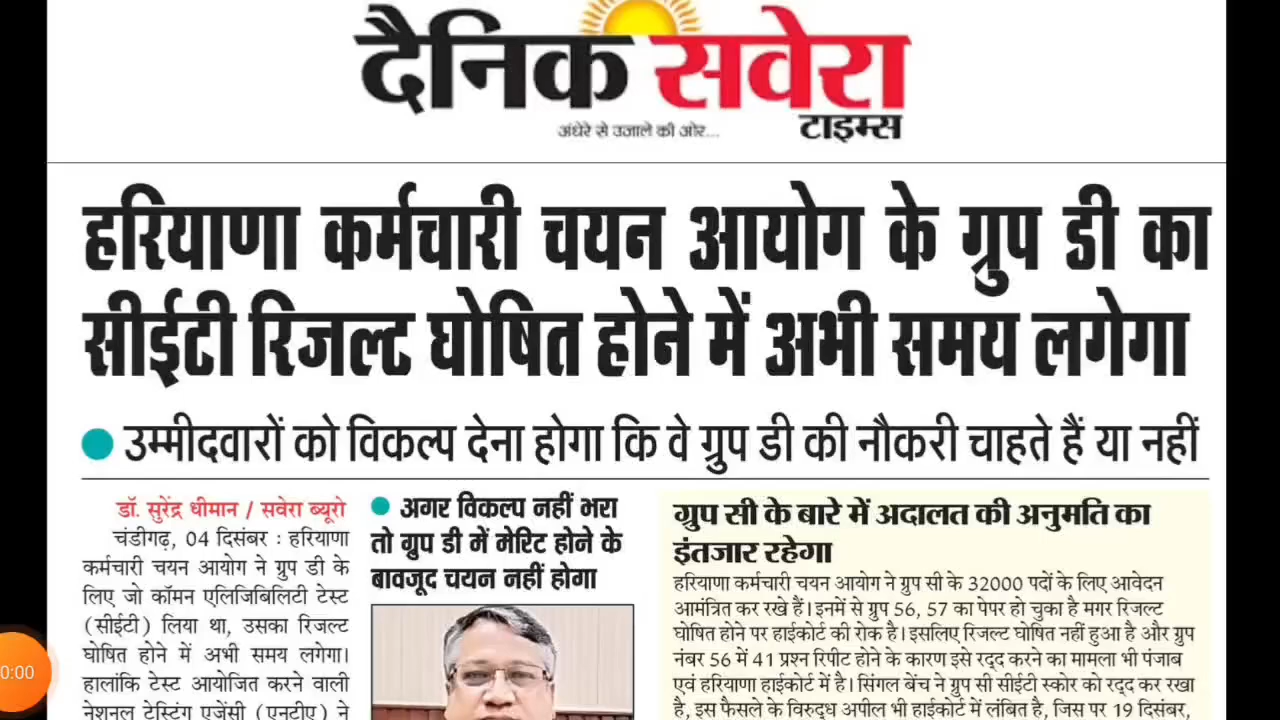 दैनिक सवेरा
अंधेरे से उजाले की ओर...
टाइम्स
हरियाणा कर्मचारी चयन आयोग के ग्रुप डी का
सीईटी रिजल्ट घोषित होने में अभी समय लगेगा
उम्मीदवारों को विकल्प देना होगा कि वे ग्रुप डी की नौकरी चाहते हैं या नहीं
डॉ. सुरेंद्र धीमान / सवेरा ब्यूरो
चंडीगढ़, 04 दिसंबर : हरियाणा
कर्मचारी चयन आयोग ने ग्रुप डी के
लिए जो कॉमन एलिजिबिलिटी टेस्ट
(सीईटी) लिया था, उसका रिजल्ट
घोषित होने में अभी समय लगेगा।
हालांकि टेस्ट आयोजित करने वाली
नेशनल टेस्टिंग एजेंसी (एनटीए) ने
अगर विकल्प नहीं भरा
तो ग्रुप डी में मेरिट होने के
बावजूद चयन नहीं होगा
ग्रुप सी के बारे में अदालत की अनुमति का
इंतजार रहेगा
हरियाणा कर्मचारी चयन आयोग ने ग्रुप सी के 32000 पदों के लिए आवेदन
आमंत्रित कर रखे हैं। इनमें से ग्रुप 56, 57 का पेपर हो चुका है मगर रिजल्ट
घोषित होने पर हाईकोर्ट की रोक है। इसलिए रिजल्ट घोषित नहीं हुआ है और ग्रुप
नंबर 56 में 41 प्रश्न रिपीट होने के कारण इसे रद्द करने का मामला भी पंजाब
एवं हरियाणा हाईकोर्ट में है। सिंगल बेंच ने ग्रुप सी सीईटी स्कोर को रद्द कर रखा
है, इस फैसले के विरुद्ध अपील भी हाईकोर्ट में लंबित है, जिस पर 19 दिसंबर,
0:00